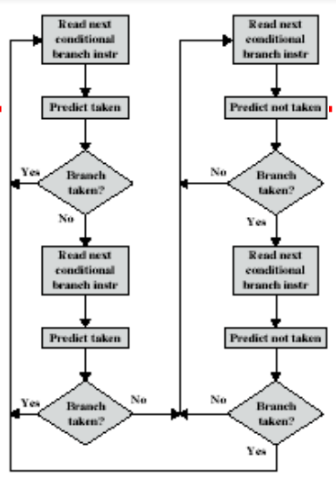 Read next
conditional
branch instr
Predict taken
Branch
taken?
Yes
No
Read next
conditional
branch instr
Predict taken
Branch
taken?
Yes
No
Read next
conditional
branch instr
Predict not taken
Branch
taken?
No
Yes
Read next
conditional
branch instr
Predict not taken
Branch
taken?
No
Yes